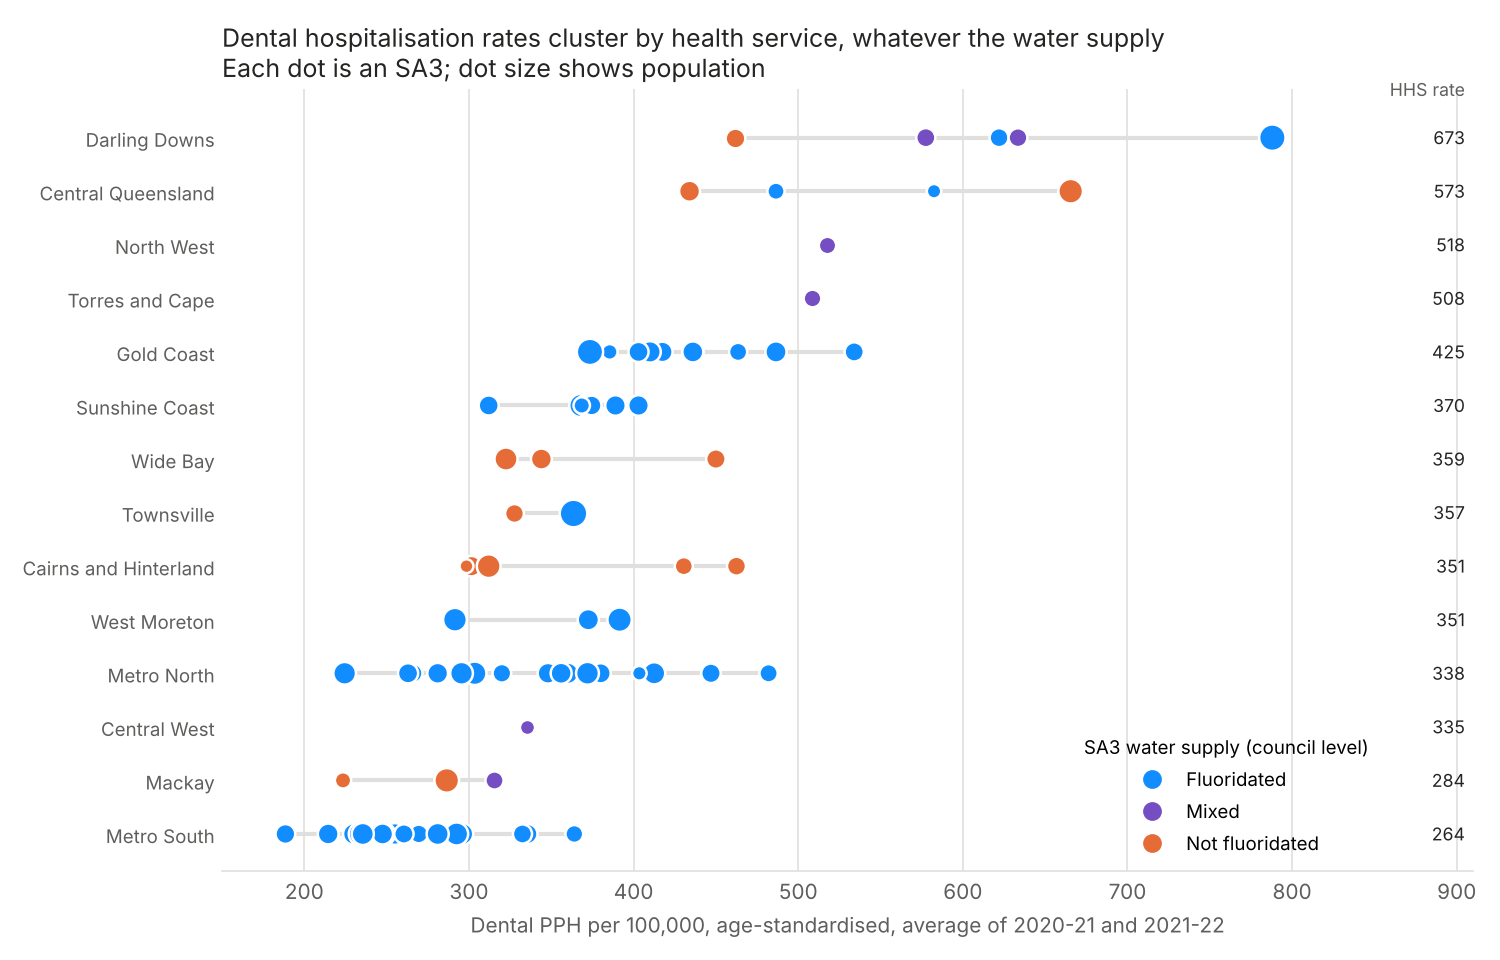 Dental hospitalisation rates cluster by health service, whatever the water supply
Each dot is an SA3; dot size shows population
HHS rate
Darling Downs 673
Central Queensland 573
North West 518
Torres and Cape 508
Gold Coast 425
Sunshine Coast 370
Wide Bay 359
Townsville 357
Cairns and Hinterland 351
West Moreton 351
Metro North 338
Central West 335
SA3 water supply (council level)
Fluoridated
Mackay 284
Mixed
Metro South 264
Not fluoridated
200 300 400 500 600 700 800 900
Dental PPH per 100,000, age-standardised, average of 2020-21 and 2021-22